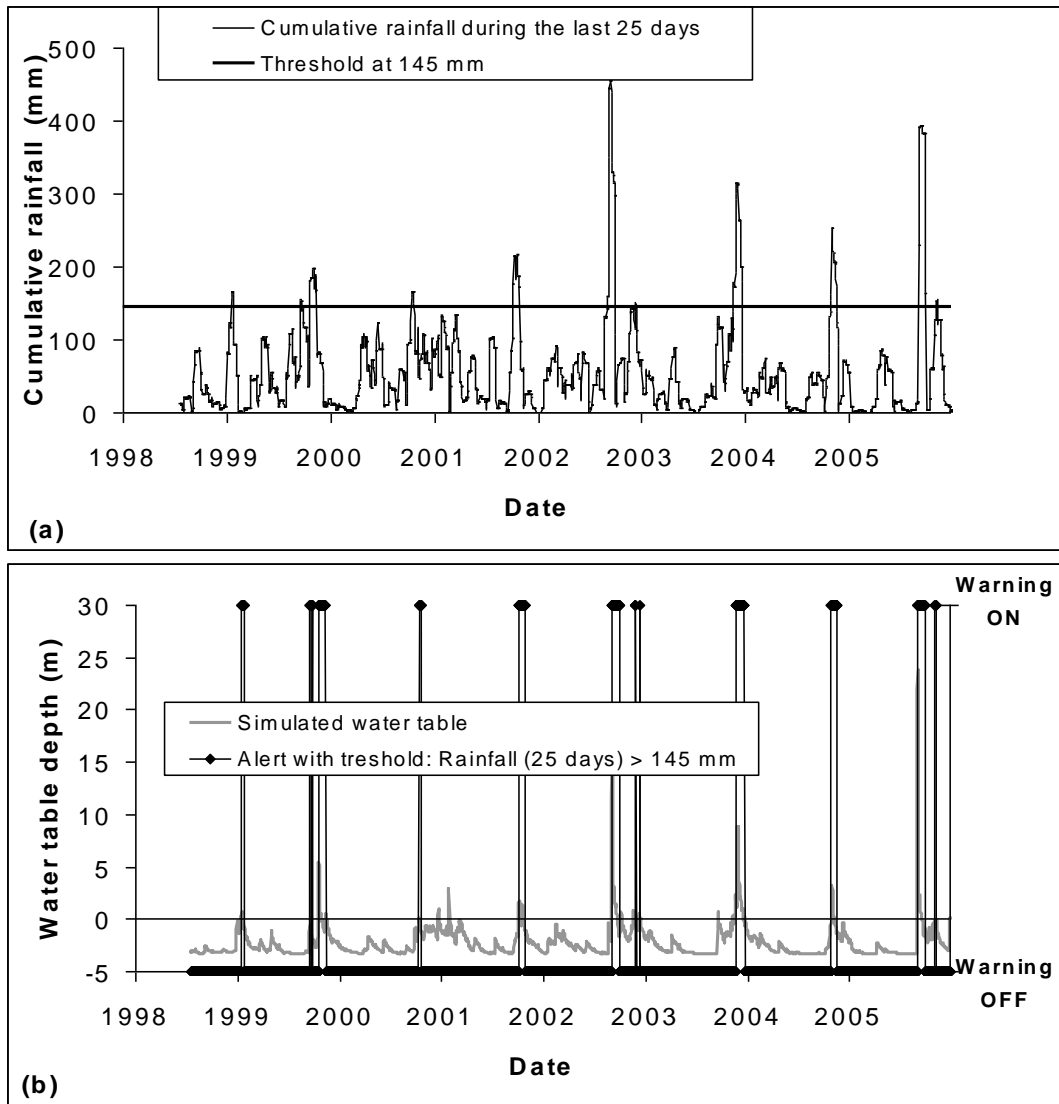 Cumulative rainfall during the last 25 days
Threshold at 145 mm
Cumulative rainfall (mm)
500
400
300
200
100
0
1998 1999 2000 2001 2002 2003 2004 2005
Date
(a)
Warning
ON
Water table depth (m)
30
25
20
15
10
5
0
-5
Simulated water table
Alert with treshold: Rainfall (25 days) > 145 mm
Warning
OFF
1998 1999 2000 2001 2002 2003 2004 2005
Date
(b)